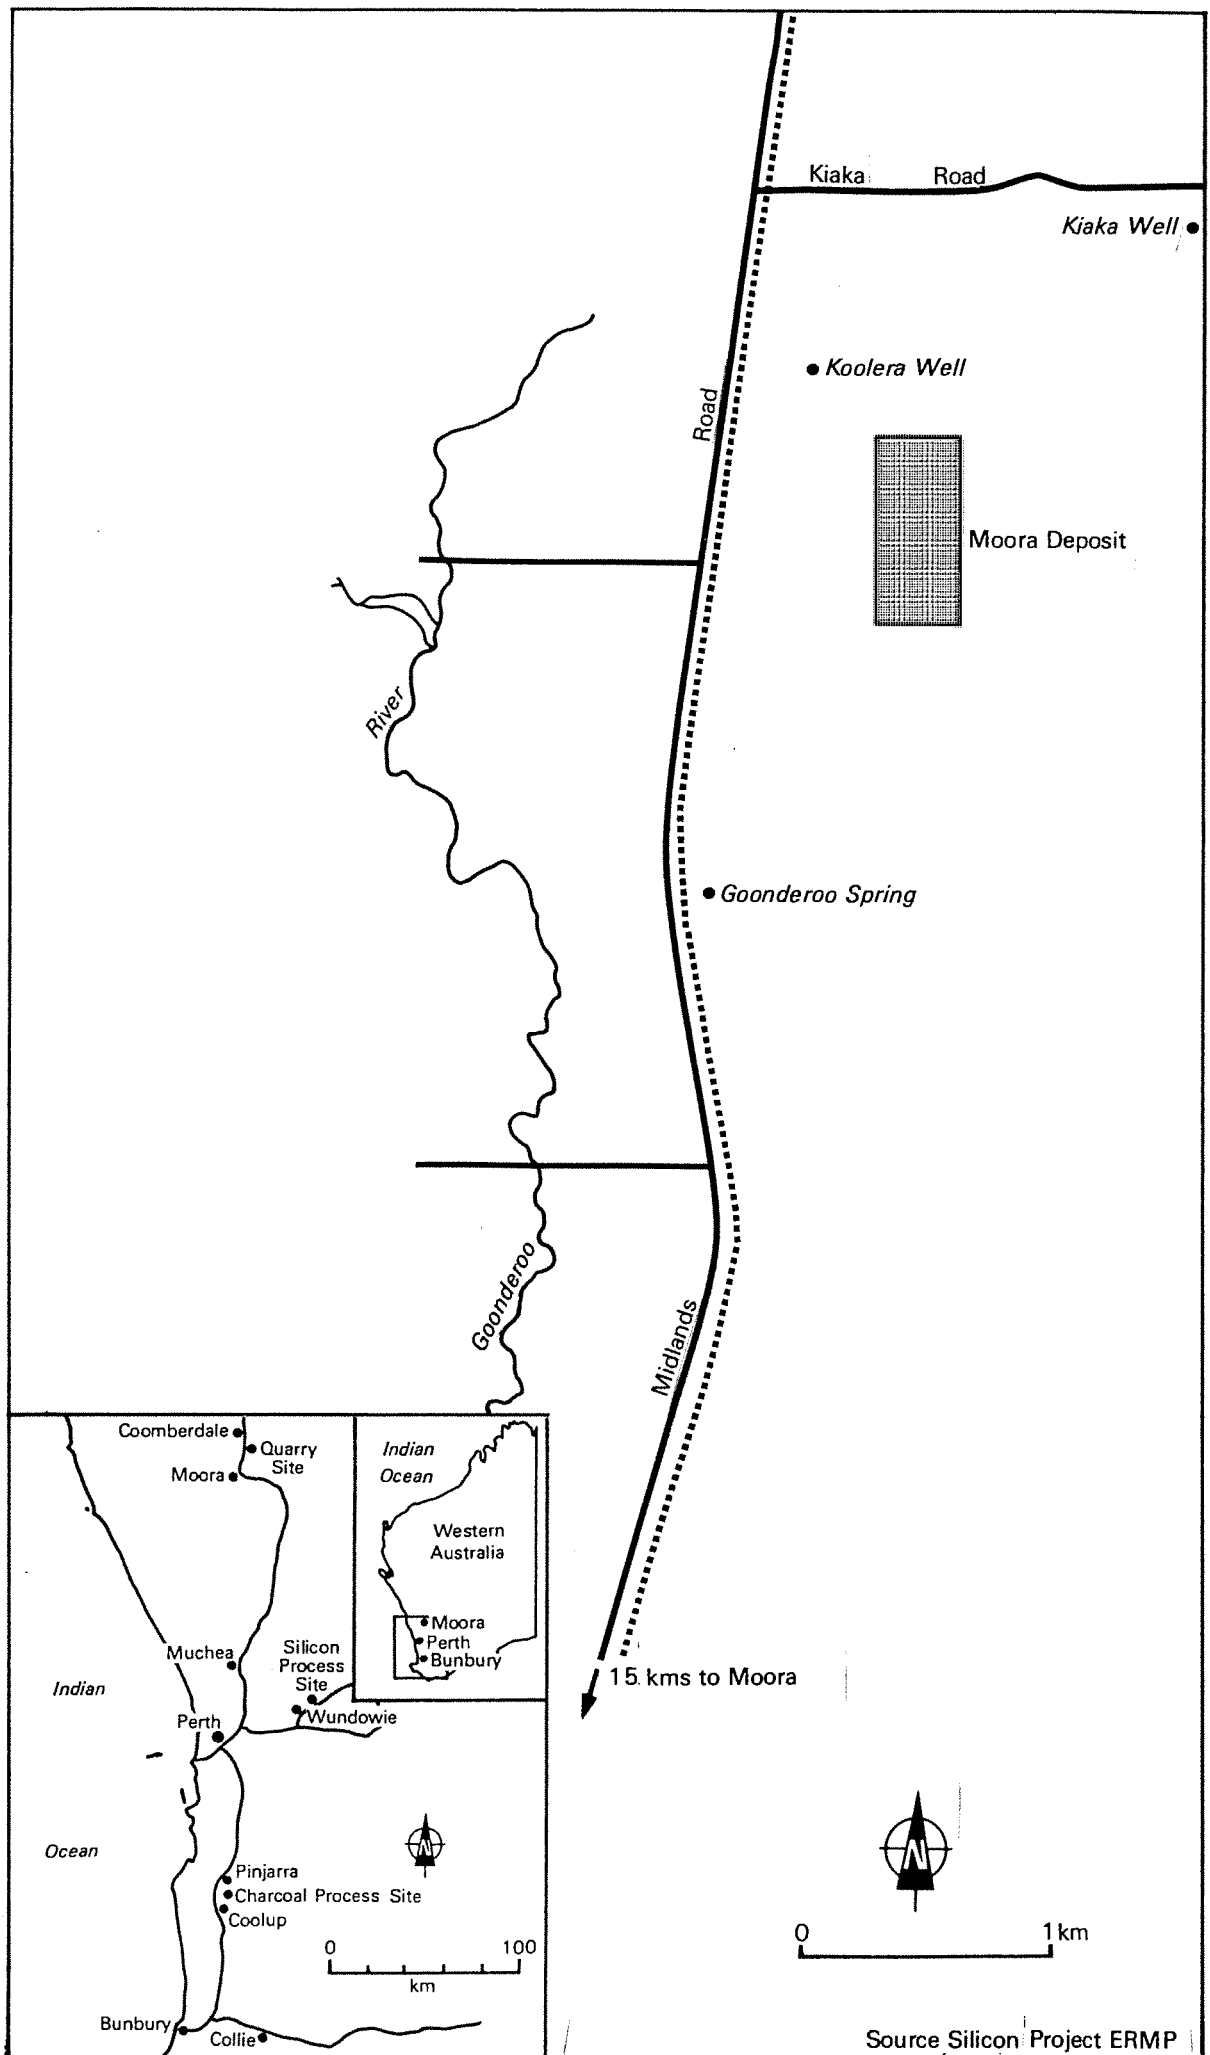 Kiaka Road
Kiaka Well
Koolera Well
Road
Moora Deposit
River
Goonderoo Spring
Goonderoo
Midlands
15 kms to Moora
N
0 1km
Source Silicon Project ERMP
Coomberdale
Quarry
Site
Moora
Muchea
Silicon
Process
Site
Wundowie
Indian
Perth
Ocean
N
Pinjarra
Charcoal Process Site
Coolup
0 100
km
Bunbury
Collie
Indian
Ocean
Western
Australia
Moora
Perth
Bunbury